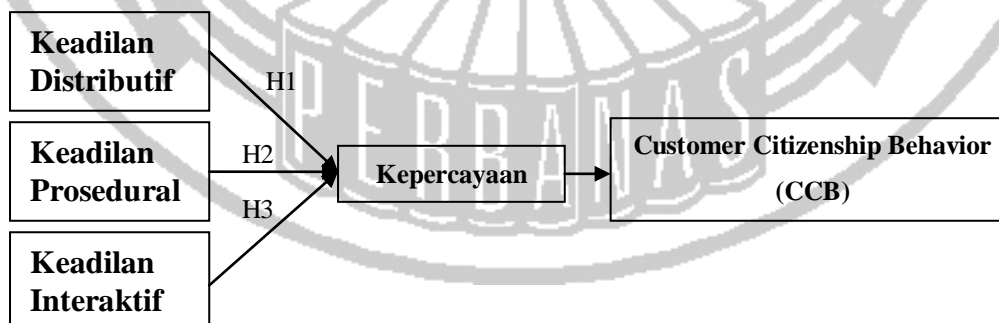 Keadilan
Distributif
H1
Keadilan
Prosedural
H2
H3
Keadilan
Interaktif
Kepercayaan
Customer Citizenship Behavior
(CCB)
PERBANAS